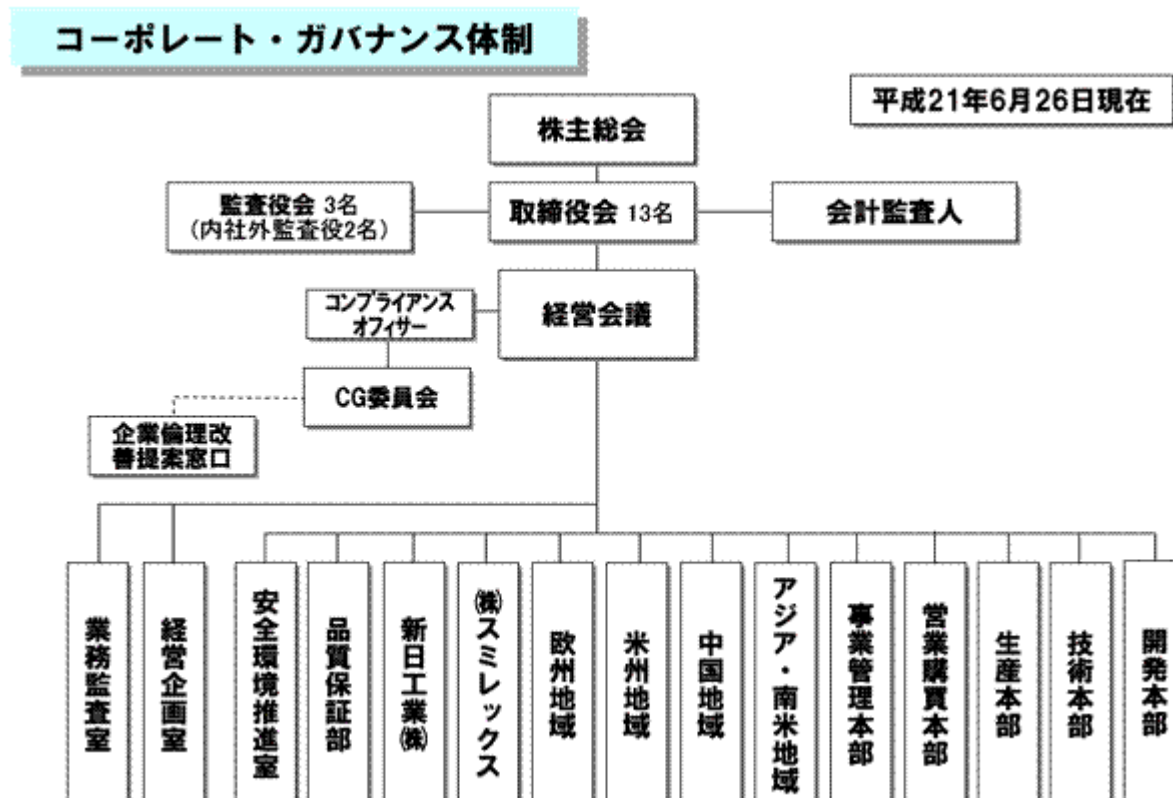 コーポレート・ガバナンス体制
平成21年6月26日現在
株主総会
監査役会 3名
（内社外監査役2名）
取締役会 13名
会計監査人
コンプライアンス
オフィサー
経営会議
CG委員会
企業倫理改
善提案窓口
業務監査室
経営企画室
安全環境推進室
品質保証部
新日工業㈱
㈱スミレックス
欧州地域
米州地域
中国地域
アジア・南米地域
事業管理本部
営業購買本部
生産本部
技術本部
開発本部